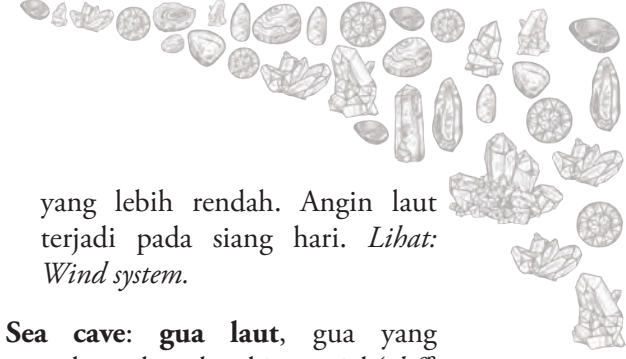 yang lebih rendah. Angin laut
terjadi pada siang hari. Lihat:
Wind system.
Sea cave: gua laut, gua yang